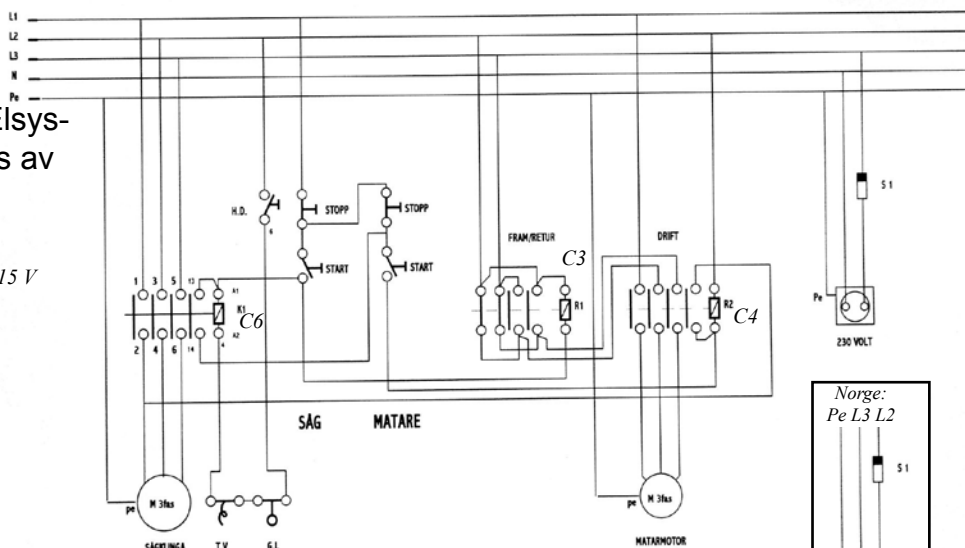 L1
L2
L3
N
Pe
Elsys-
s av
15 V
H.D.
6
STOPP
STOPP
START
START
FRAM/RETUR
DRIFT
S 1
1 3 5 13 A1
K1
C6
2 4 6 14 A2
4
C3
R1
R2
C4
Pe
230 VOLT
SÅG MATARE
Norge:
Pe L3 L2
S 1
pe
M 3fas
pe
M 3fas
SÅGKLINGA
T.V.
G.L.
MATARMOTOR